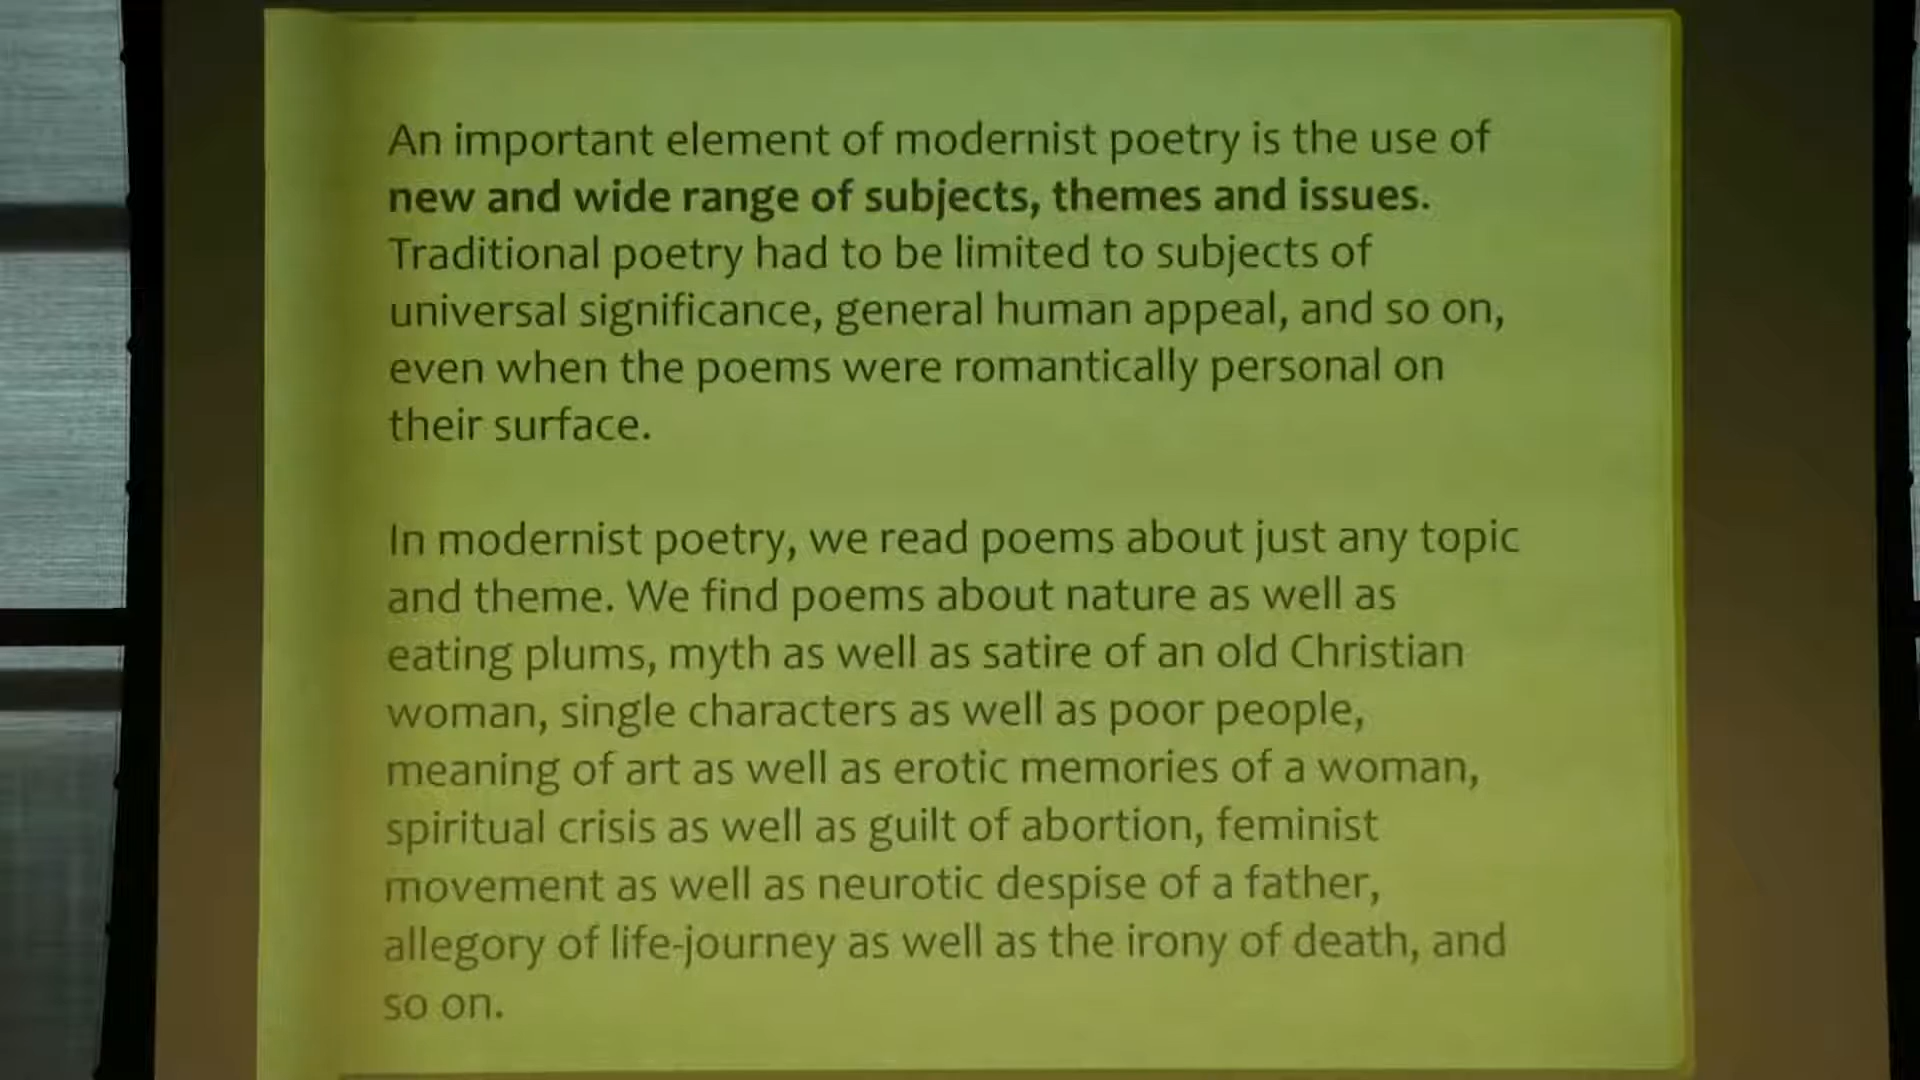 An important element of modernist poetry is the use of
new and wide range of subjects, themes and issues.
Traditional poetry had to be limited to subjects of
universal significance, general human appeal, and so on,
even when the poems were romantically personal on
their surface.
In modernist poetry, we read poems about just any topic
and theme. We find poems about nature as well as
eating plums, myth as well as satire of an old Christian
woman, single characters as well as poor people,
meaning of art as well as erotic memories of a woman,
spiritual crisis as well as guilt of abortion, feminist
movement as well as neurotic despise of a father,
allegory of life-journey as well as the irony of death, and
so on.